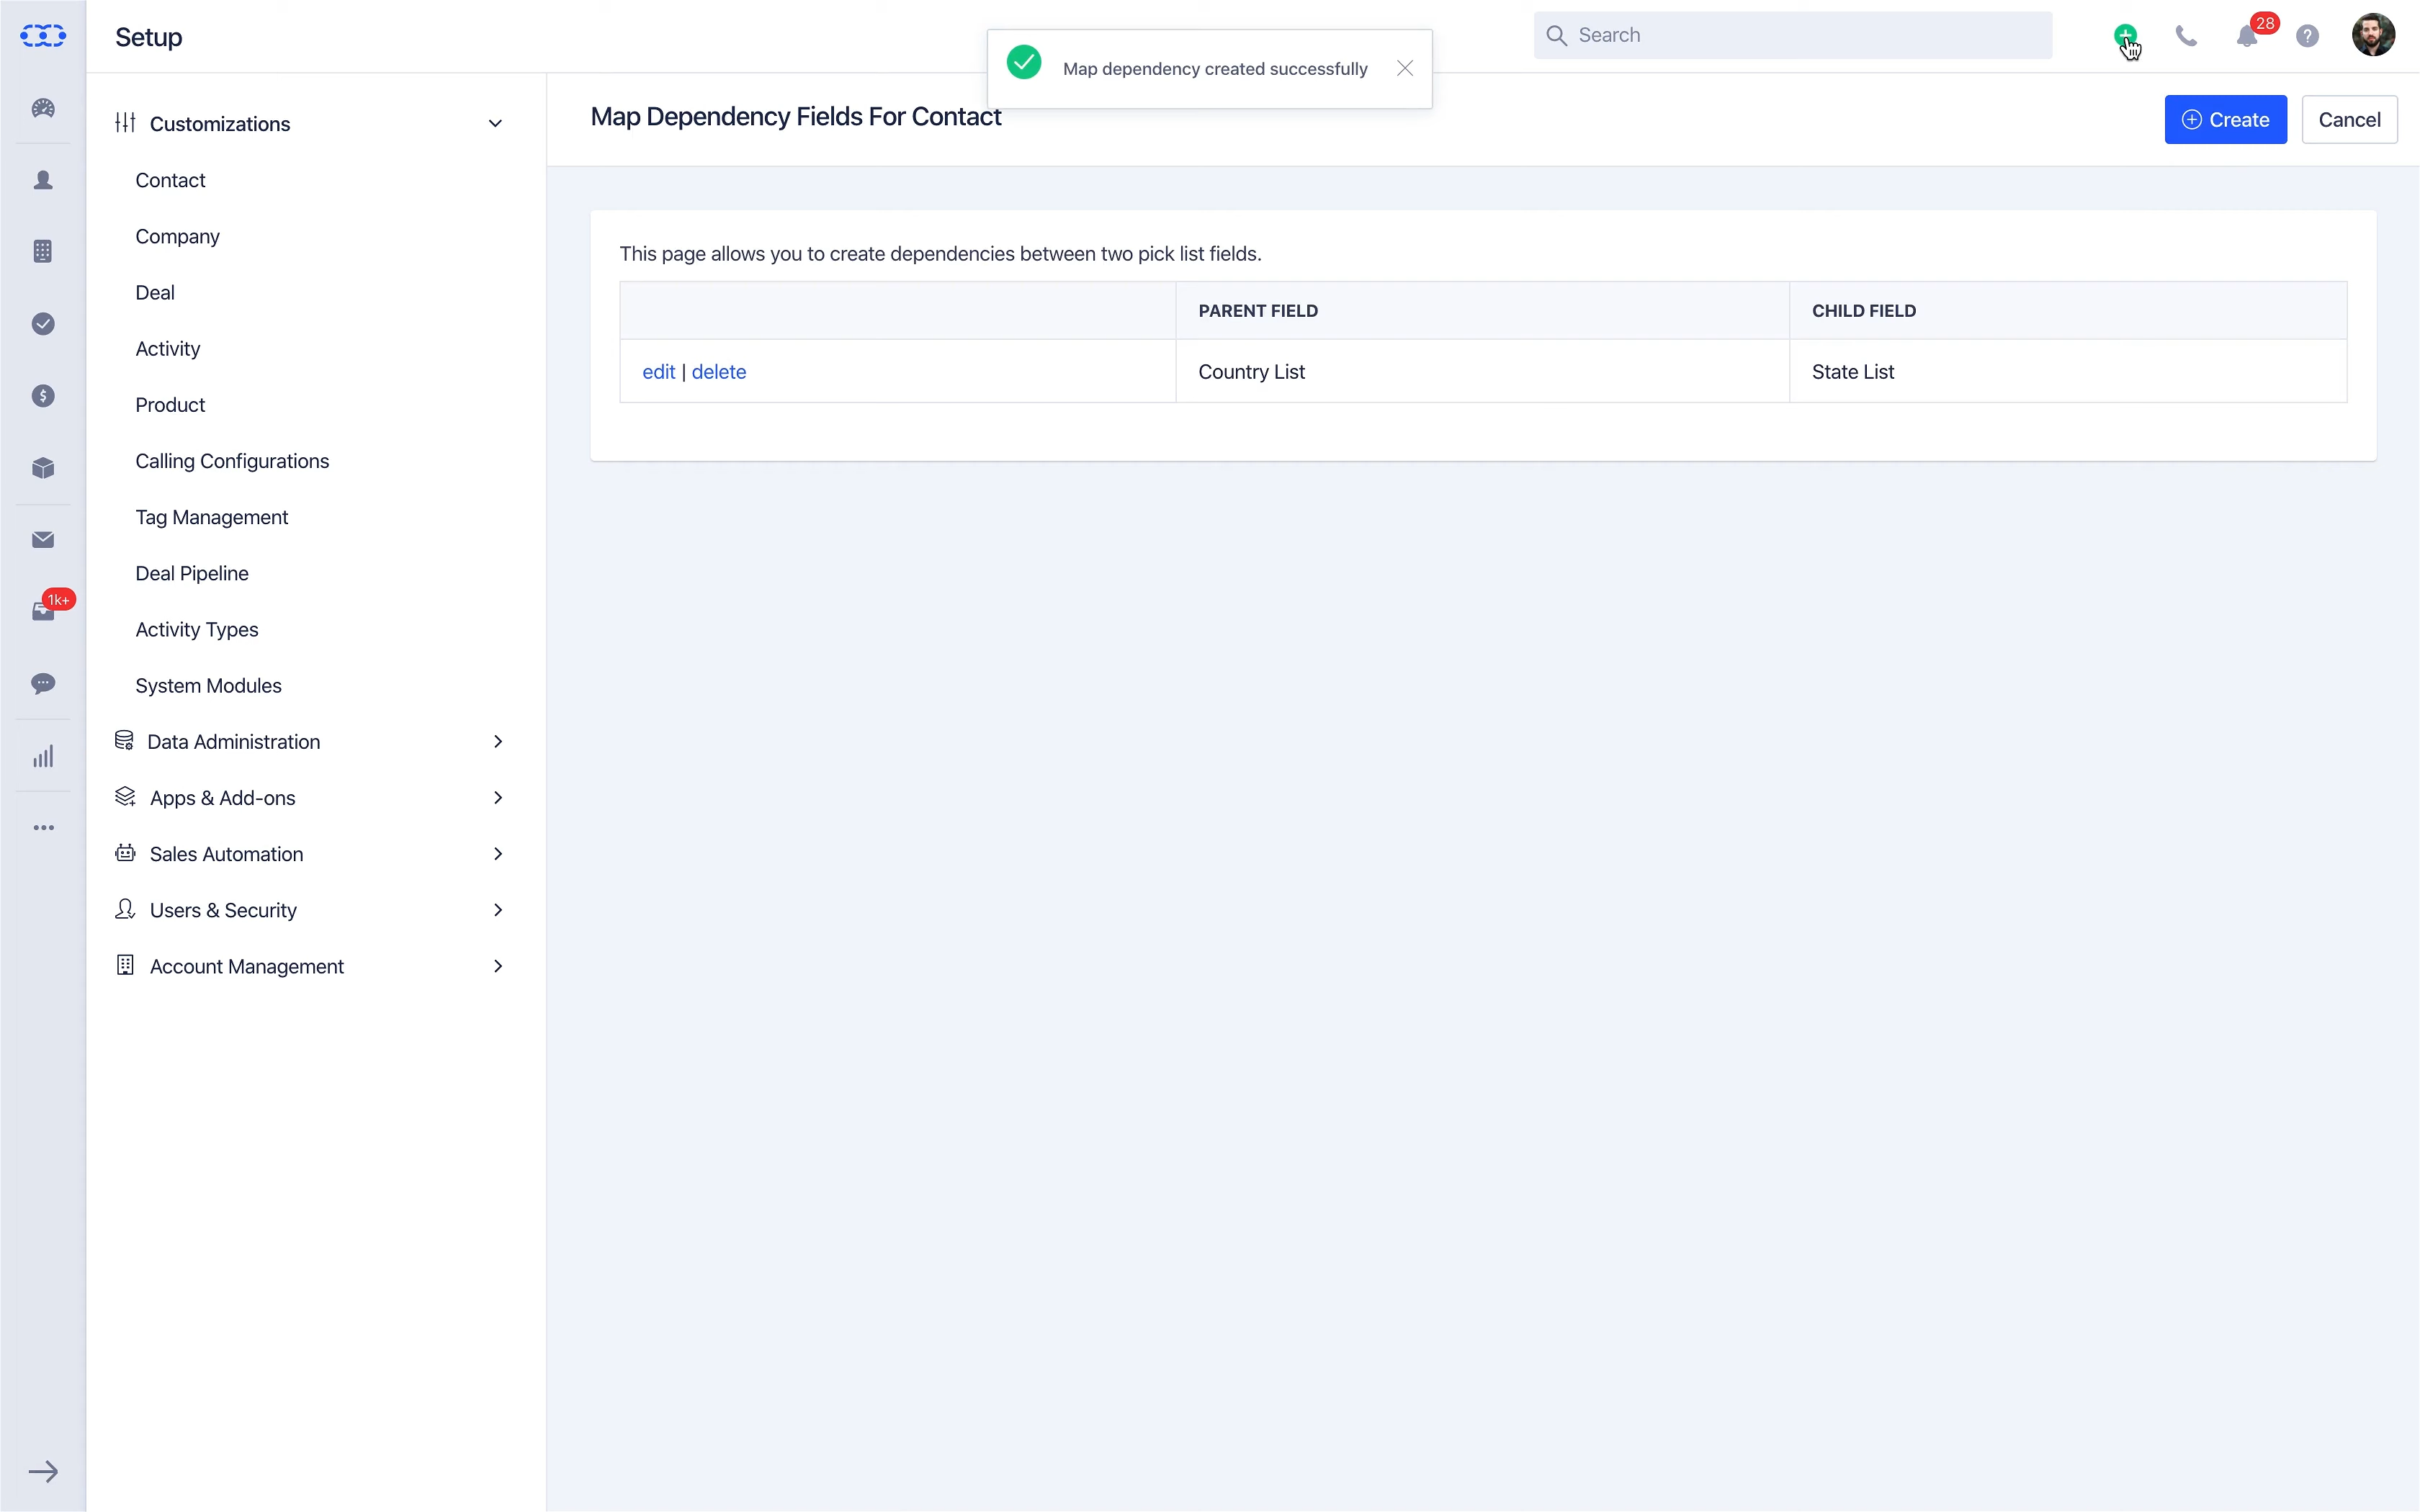 Setup
Search
28
?
Map dependency created successfully
Customizations
Contact
Company
Deal
Activity
Product
Calling Configurations
Tag Management
Deal Pipeline
Activity Types
System Modules
Data Administration
Apps & Add-ons
Sales Automation
Users & Security
Account Management
$
1k+
Map Dependency Fields For Contact
Create
Cancel
This page allows you to create dependencies between two pick list fields.
PARENT FIELD CHILD FIELD
edit | delete Country List State List